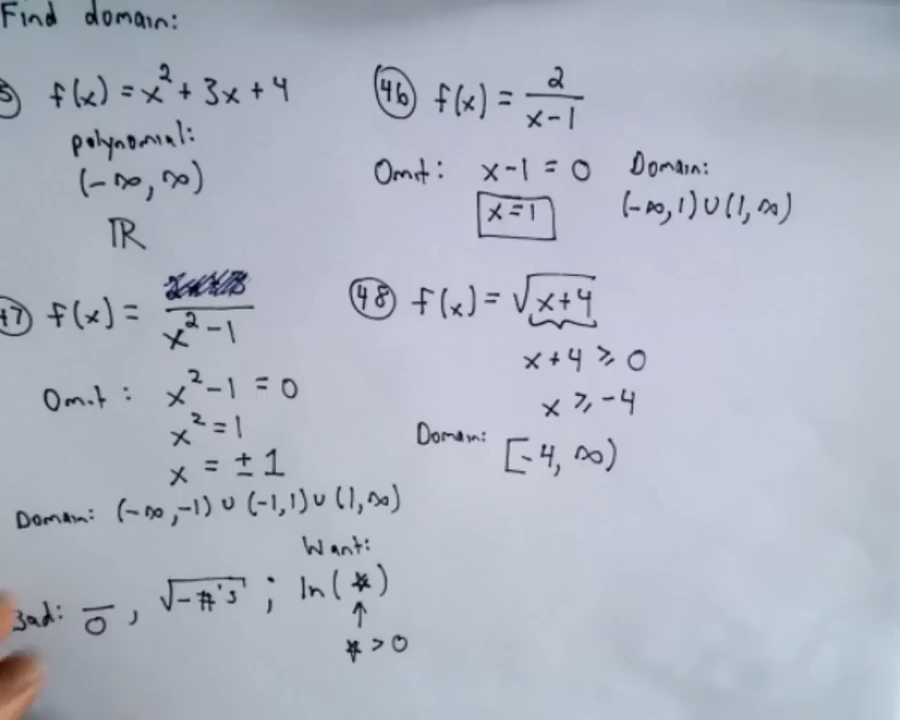 Find domain:
5) f(x) = x² + 3x + 4
polynomial:
(-∞, ∞)
ℝ
(46) f(x) = 2/(x-1)
Omit: x-1 = 0
x=1
Domain:
(-∞,1) ∪ (1,∞)
47) f(x) = /(x²-1)
Omit: x²-1 = 0
x² = 1
x = ±1
Domain: (-∞,-1) ∪ (-1,1) ∪ (1,∞)
(48) f(x) = √(x+4)
x+4 ≥ 0
x ≥ -4
Domain: [-4, ∞)
Bad: —/0 , √-#'s ;
Want:
ln(*)
↑
* > 0